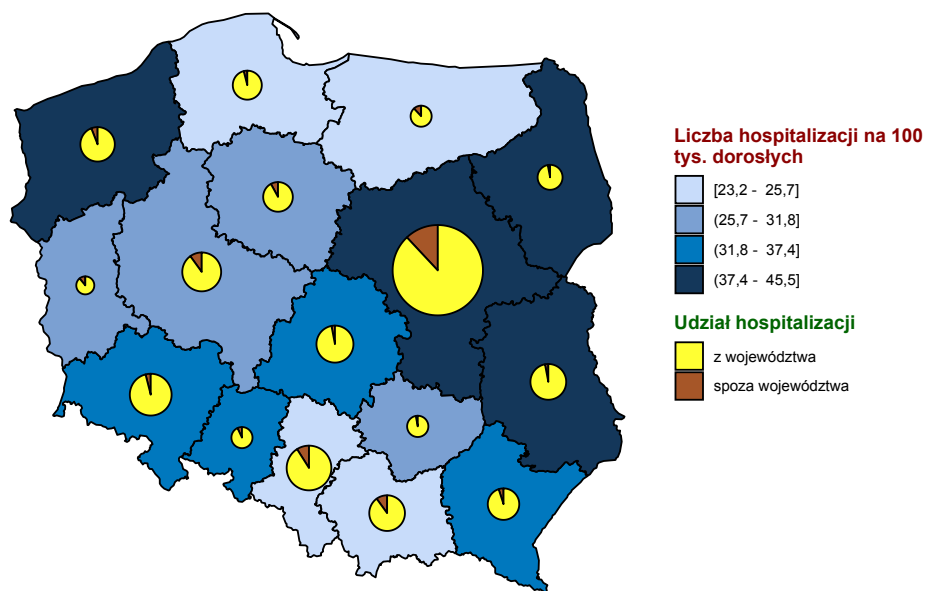 Liczba hospitalizacji na 100
tys. dorosłych
[23,2 - 25,7]
(25,7 - 31,8]
(31,8 - 37,4]
(37,4 - 45,5]
Udział hospitalizacji
z województwa
spoza województwa